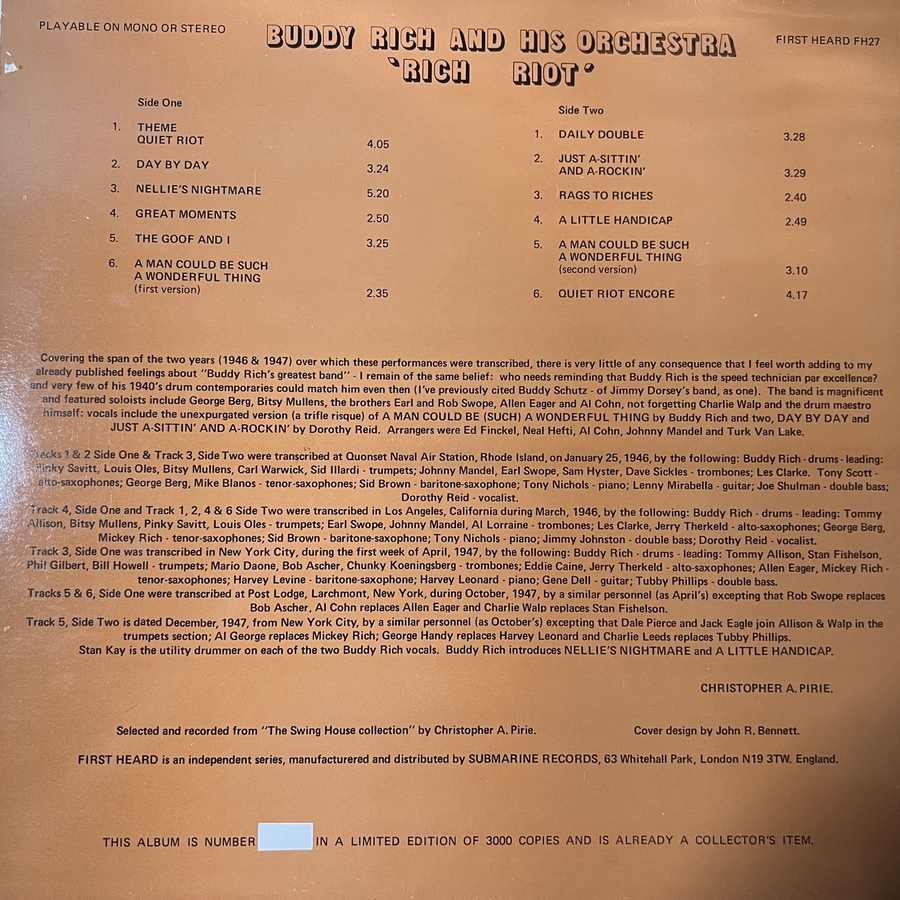 PLAYABLE ON MONO OR STEREO
BUDDY RICH AND HIS ORCHESTRA
'RICH RIOT'
FIRST HEARD FH27
Side One
1. THEME
QUIET RIOT 4.05
2. DAY BY DAY 3.24
3. NELLIE'S NIGHTMARE 5.20
4. GREAT MOMENTS 2.50
5. THE GOOF AND I 3.25
6. A MAN COULD BE SUCH
A WONDERFUL THING
(first version) 2.35
Side Two
1. DAILY DOUBLE 3.28
2. JUST A-SITTIN'
AND A-ROCKIN' 3.29
3. RAGS TO RICHES 2.40
4. A LITTLE HANDICAP 2.49
5. A MAN COULD BE SUCH
A WONDERFUL THING
(second version) 3.10
6. QUIET RIOT ENCORE 4.17
Covering the span of the two years (1946 & 1947) over which these performances were transcribed, there is very little of any consequence that I feel worth adding to my
already published feelings about "Buddy Rich's greatest band" - I remain of the same belief: who needs reminding that Buddy Rich is the speed technician par excellence?
and very few of his 1940's drum contemporaries could match him even then (I've previously cited Buddy Schutz - of Jimmy Dorsey's band, as one). The band is magnificent
and featured soloists include George Berg, Bitsy Mullens, the brothers Earl and Rob Swope, Allen Eager and Al Cohn, not forgetting Charlie Walp and the drum maestro
himself: vocals include the unexpurgated version (a trifle risque) of A MAN COULD BE (SUCH) A WONDERFUL THING by Buddy Rich and two, DAY BY DAY and
JUST A-SITTIN' AND A-ROCKIN' by Dorothy Reid. Arrangers were Ed Finckel, Neal Hefti, Al Cohn, Johnny Mandel and Turk Van Lake.
Tracks 1 & 2 Side One & Track 3, Side Two were transcribed at Quonset Naval Air Station, Rhode Island, on January 25, 1946, by the following: Buddy Rich - drums - leading:
Pinky Savitt, Louis Oles, Bitsy Mullens, Carl Warwick, Sid Illardi - trumpets; Johnny Mandel, Earl Swope, Sam Hyster, Dave Sickles - trombones; Les Clarke. Tony Scott -
alto-saxophones; George Berg, Mike Blanos - tenor-saxophones; Sid Brown - baritone-saxophone; Tony Nichols - piano; Lenny Mirabella - guitar; Joe Shulman - double bass;
Dorothy Reid - vocalist.
Track 4, Side One and Track 1, 2, 4 & 6 Side Two were transcribed in Los Angeles, California during March, 1946, by the following: Buddy Rich - drums - leading: Tommy
Allison, Bitsy Mullens, Pinky Savitt, Louis Oles - trumpets; Earl Swope, Johnny Mandel, Al Lorraine - trombones; Les Clarke, Jerry Therkeld - alto-saxophones; George Berg,
Mickey Rich - tenor-saxophones; Sid Brown - baritone-saxophone; Tony Nichols - piano; Jimmy Johnston - double bass; Dorothy Reid - vocalist.
Track 3, Side One was transcribed in New York City, during the first week of April, 1947, by the following: Buddy Rich - drums - leading: Tommy Allison, Stan Fishelson,
Phil Gilbert, Bill Howell - trumpets; Mario Daone, Bob Ascher, Chunky Koeningsberg - trombones; Eddie Caine, Jerry Therkeld - alto-saxophones; Allen Eager, Mickey Rich -
tenor-saxophones; Harvey Levine - baritone-saxophone; Harvey Leonard - piano; Gene Dell - guitar; Tubby Phillips - double bass.
Tracks 5 & 6, Side One were transcribed at Post Lodge, Larchmont, New York, during October, 1947, by a similar personnel (as April's) excepting that Rob Swope replaces
Bob Ascher, Al Cohn replaces Allen Eager and Charlie Walp replaces Stan Fishelson.
Track 5, Side Two is dated December, 1947, from New York City, by a similar personnel (as October's) excepting that Dale Pierce and Jack Eagle join Allison & Walp in the
trumpets section; Al George replaces Mickey Rich; George Handy replaces Harvey Leonard and Charlie Leeds replaces Tubby Phillips.
Stan Kay is the utility drummer on each of the two Buddy Rich vocals. Buddy Rich introduces NELLIE'S NIGHTMARE and A LITTLE HANDICAP.
CHRISTOPHER A. PIRIE.
Selected and recorded from "The Swing House collection" by Christopher A. Pirie. Cover design by John R. Bennett.
FIRST HEARD is an independent series, manufacturered and distributed by SUBMARINE RECORDS, 63 Whitehall Park, London N19 3TW. England.
THIS ALBUM IS NUMBER IN A LIMITED EDITION OF 3000 COPIES AND IS ALREADY A COLLECTOR'S ITEM.